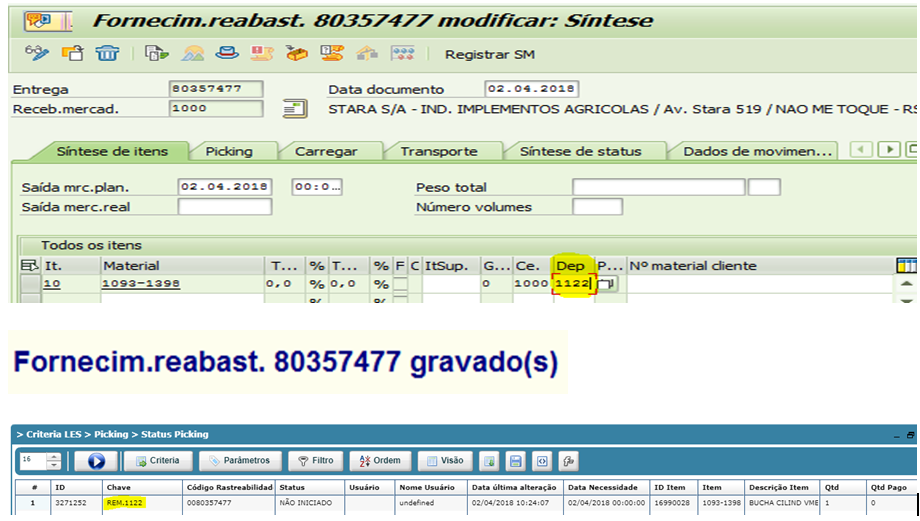 Fornecim.reabast. 80357477 modificar: Síntese
Registrar SM
Entrega 80357477 Data documento 02.04.2018
Receb.mercad. 1000 STARA S/A - IND. IMPLEMENTOS AGRICOLAS / Av. Stara 519 / NAO ME TOQUE - RS
Síntese de itens Picking Carregar Transporte Síntese de status Dados de movimen...
Saída mrc.plan. 02.04.2018 00:0... Peso total
Saída merc.real Número volumes
Todos os itens
It. Material T... % T... % F C ItSup. G... Ce. Dep P... Nº material cliente
10 1093-1398 0,0 % 0,0 % 0 1000 1122
% %
Fornecim.reabast. 80357477 gravado(s)
> Criteria LES > Picking > Status Picking
16 Criteria Parâmetros Filtro Ordem Visão
# ID Chave Código Rastreabilidad Status Usuário Nome Usuário Data última alteração Data Necessidade ID Item Item Descrição Item Qtd Qtd Pago
1 3271252 REM.1122 0080357477 NÃO INICIADO undefined 02/04/2018 10:24:07 02/04/2018 00:00:00 16990028 1093-1398 BUCHA CILIND VME 1 0